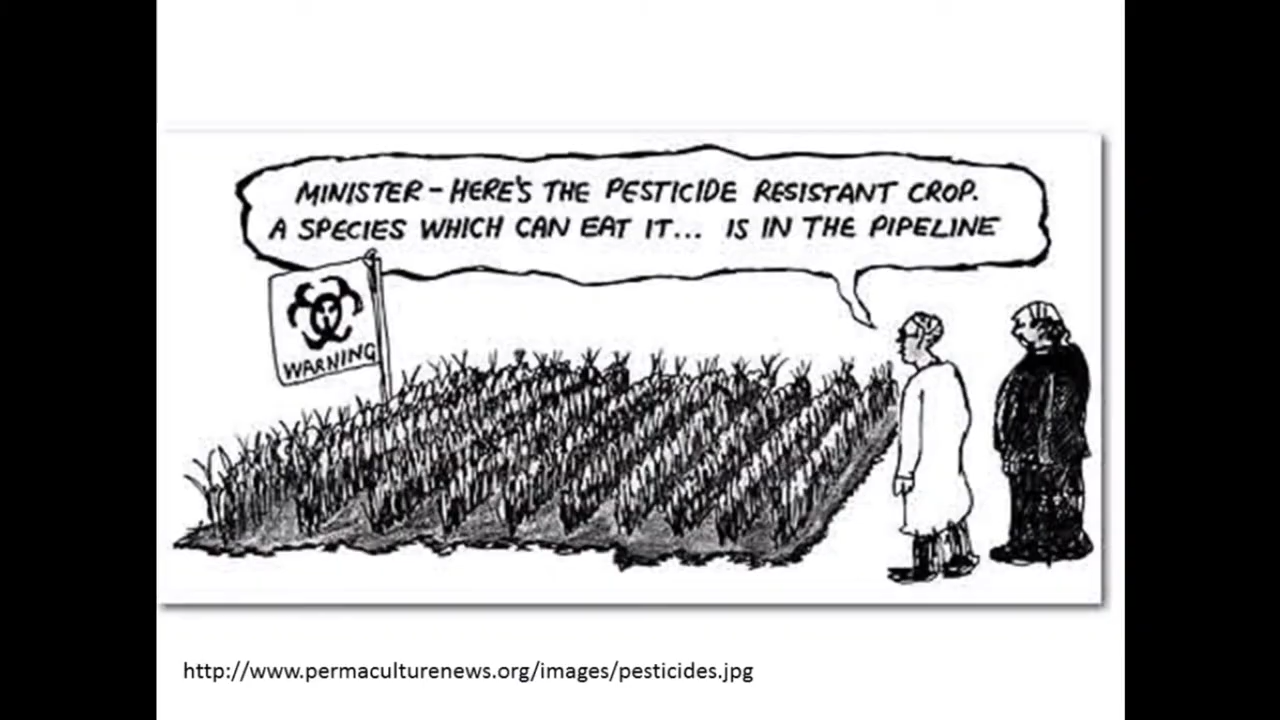 MINISTER - HERE'S THE PESTICIDE RESISTANT CROP.
A SPECIES WHICH CAN EAT IT... IS IN THE PIPELINE
WARNING
http://www.permaculturenews.org/images/pesticides.jpg